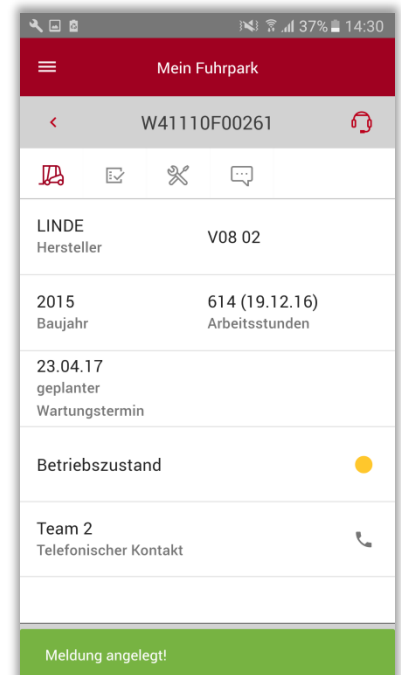 37% 14:30
Mein Fuhrpark
W41110F00261
LINDE
Hersteller
V08 02
2015
Baujahr
614 (19.12.16)
Arbeitsstunden
23.04.17
geplanter
Wartungstermin
Betriebszustand
Team 2
Telefonischer Kontakt
Meldung angelegt!